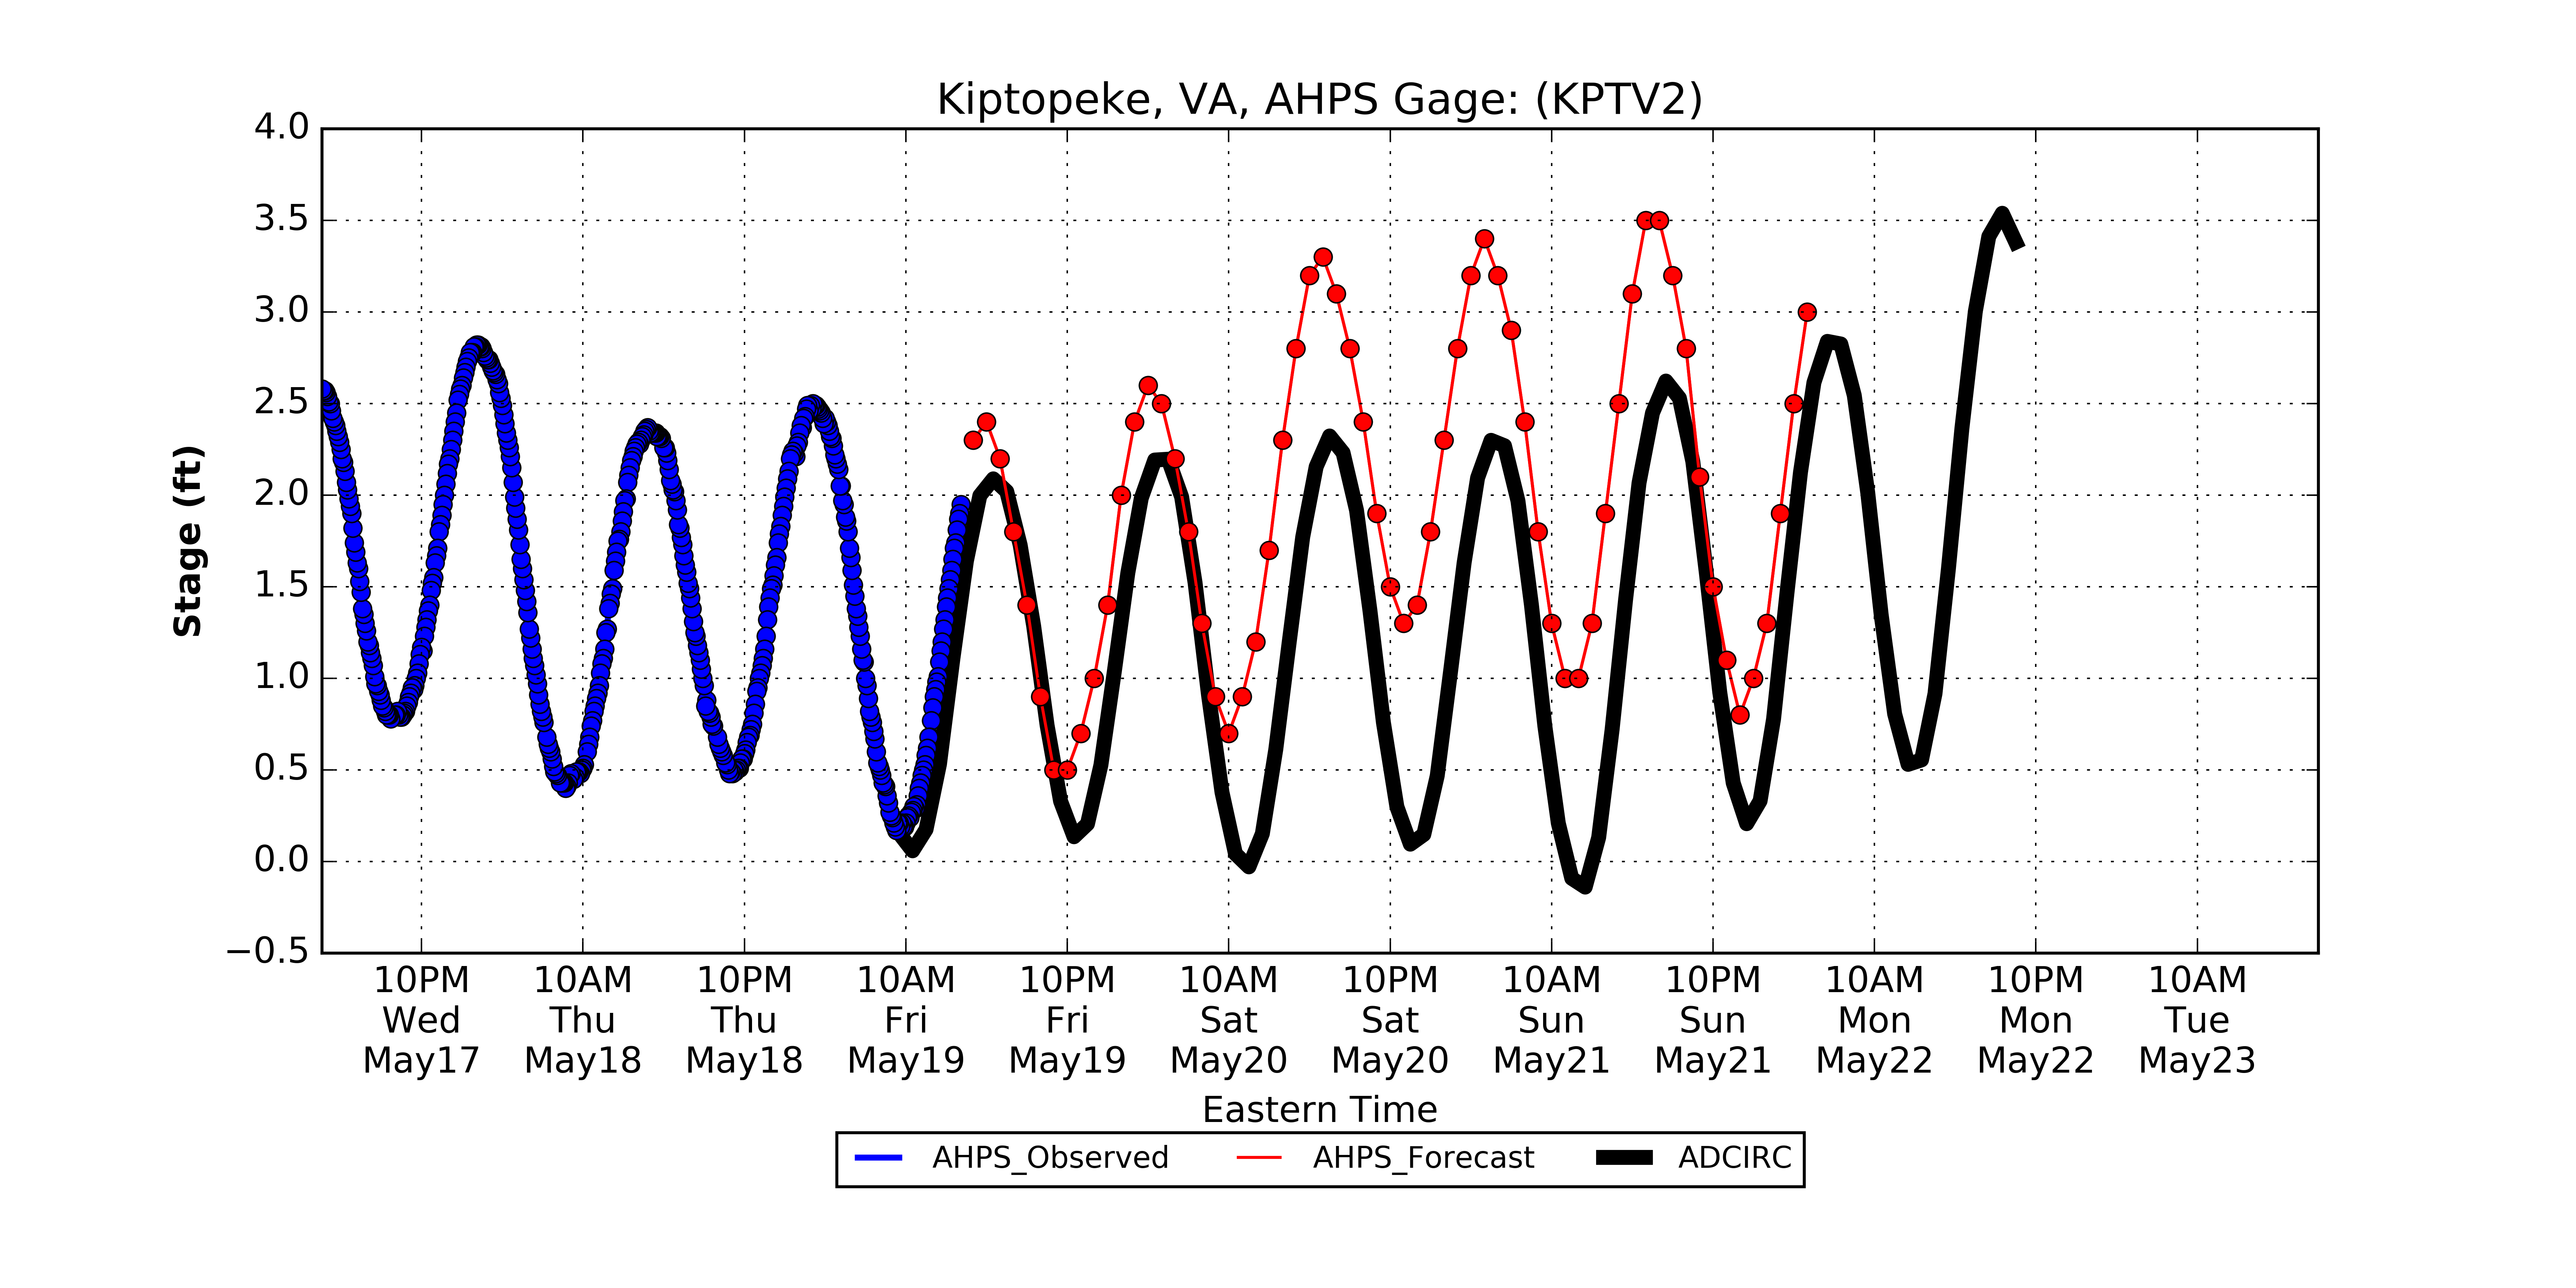 Kiptopeke, VA, AHPS Gage: (KPTV2)
4.0
3.5
3.0
2.5
2.0
1.5
1.0
0.5
0.0
−0.5
Stage (ft)
10PM 10AM 10PM 10AM 10PM 10AM 10PM 10AM 10PM 10AM 10PM 10AM
Wed Thu Thu Fri Fri Sat Sat Sun Sun Mon Mon Tue
May17 May18 May18 May19 May19 May20 May20 May21 May21 May22 May22 May23
Eastern Time
AHPS_Observed AHPS_Forecast ADCIRC